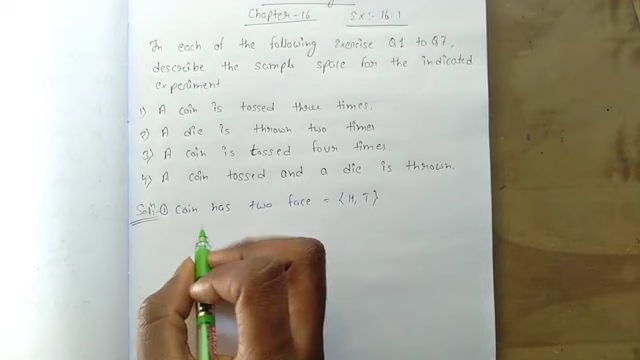 Chapter-16 Ex:- 16.1
In each of the following Exercise Q1 to Q7,
describe the sample space for the indicated
experiment
1) A coin is tossed three times.
2) A die is thrown two times
3) A coin is tossed four times.
4) A coin tossed and a die is thrown.
Soln ① Coin has two face = {H, T}